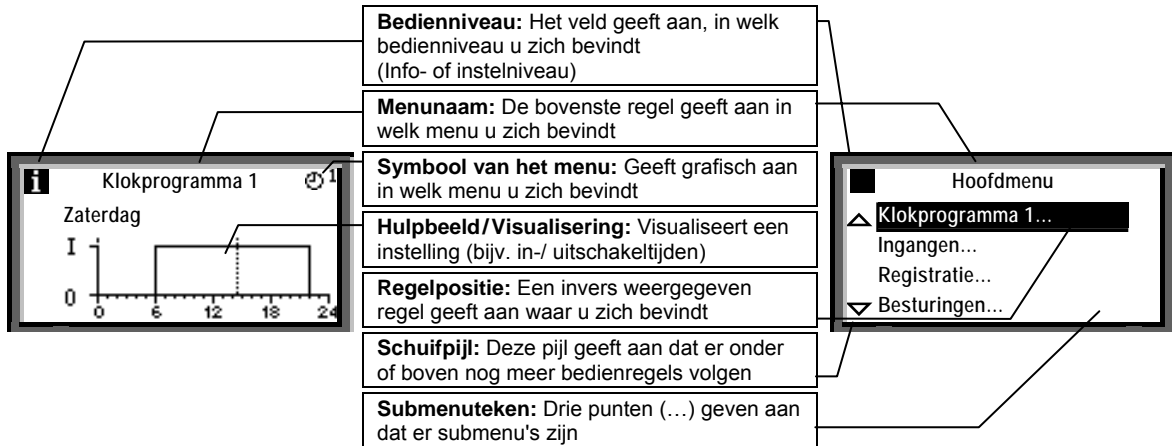 Bedienniveau: Het veld geeft aan, in welk
bedienniveau u zich bevindt
(Info- of instelniveau)
Menunaam: De bovenste regel geeft aan in
welk menu u zich bevindt
Symbool van het menu: Geeft grafisch aan
in welk menu u zich bevindt
Hulpbeeld/Visualisering: Visualiseert een
instelling (bijv. in-/ uitschakeltijden)
Regelpositie: Een invers weergegeven
regel geeft aan waar u zich bevindt
Schuifpijl: Deze pijl geeft aan dat er onder
of boven nog meer bedienregels volgen
Submenuteken: Drie punten (…) geven aan
dat er submenu's zijn
i Klokprogramma 1 1
Zaterdag
I
0
0 6 12 18 24
Hoofdmenu
Klokprogramma 1...
Ingangen...
Registratie...
Besturingen...